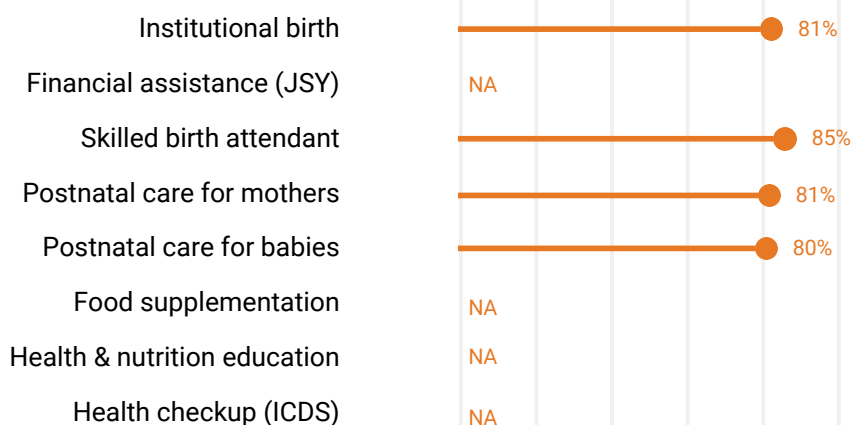 Institutional birth 81%
Financial assistance (JSY) NA
Skilled birth attendant 85%
Postnatal care for mothers 81%
Postnatal care for babies 80%
Food supplementation NA
Health & nutrition education NA
Health checkup (ICDS) NA